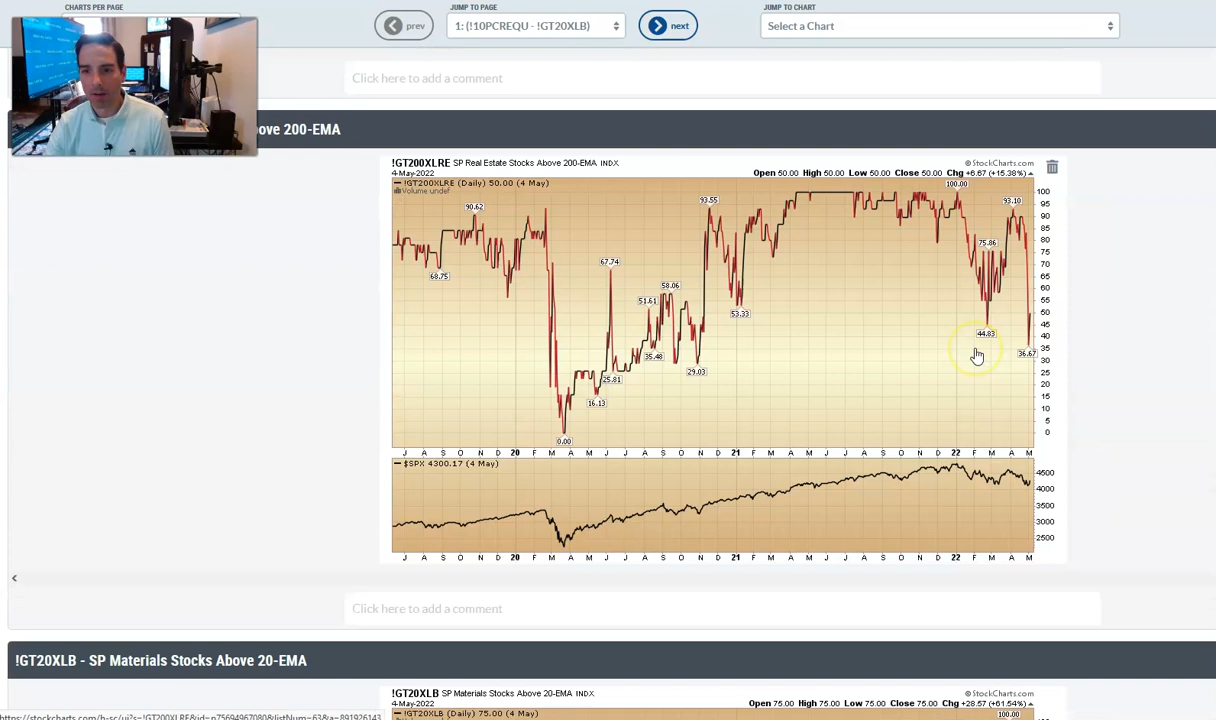 CHARTS PER PAGE
JUMP TO PAGE
JUMP TO CHART
prev
1: (!10PCREQU - !GT20XLB)
next
Select a Chart
Click here to add a comment
ove 200-EMA
!GT200XLRE SP Real Estate Stocks Above 200-EMA INDX
© StockCharts.com
4-May-2022
Open 50.00 High 50.00 Low 50.00 Close 50.00 Chg +6.67 (+15.38%)
!GT200XLRE (Daily) 50.00 (4 May)
Volume undef
100.00
100
95
90
85
80
75
70
65
60
55
50
45
40
35
30
25
20
15
10
5
0
90.62
68.75
67.74
51.61
58.06
93.55
53.33
75.86
93.10
44.83
36.67
35.48
25.81
29.03
16.13
0.00
J A S O N D 20 F M A M J J A S O N D 21 F M A M J J A S O N D 22 F M A M
$SPX 4300.17 (4 May)
4500
4000
3500
3000
2500
J A S O N D 20 F M A M J J A S O N D 21 F M A M J J A S O N D 22 F M A M
Click here to add a comment
!GT20XLB - SP Materials Stocks Above 20-EMA
!GT20XLB SP Materials Stocks Above 20-EMA INDX
© StockCharts.com
4-May-2022
Open 75.00 High 75.00 Low 75.00 Close 75.00 Chg +28.57 (+61.54%)
!GT20XLB (Daily) 75.00 (4 May)
100.00
100